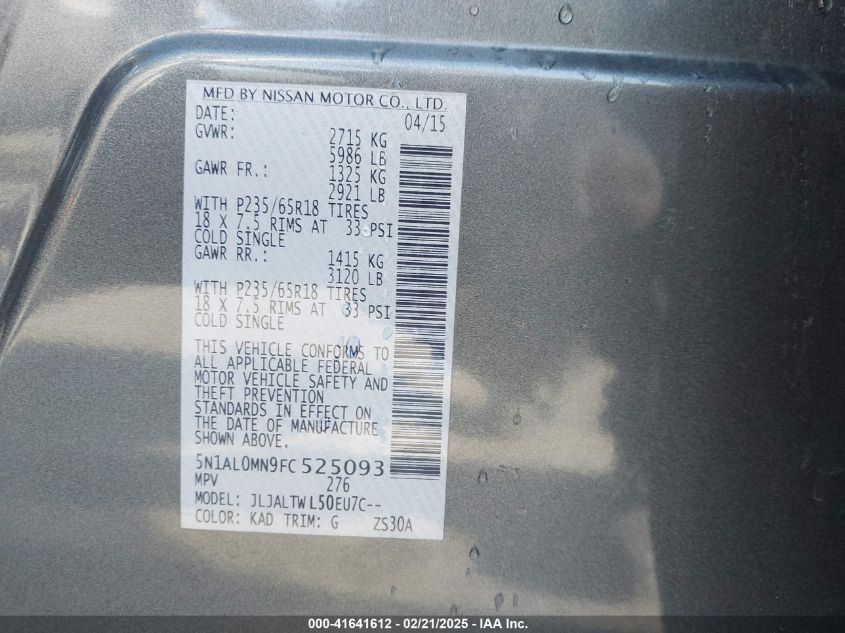 MFD BY NISSAN MOTOR CO., LTD.
DATE: 04/15
GVWR: 2715 KG
5986 LB
GAWR FR.: 1325 KG
2921 LB
WITH P235/65R18 TIRES
18 X 7.5 RIMS AT 33 PSI
COLD SINGLE
GAWR RR.: 1415 KG
3120 LB
WITH P235/65R18 TIRES
18 X 7.5 RIMS AT 33 PSI
COLD SINGLE
THIS VEHICLE CONFORMS TO
ALL APPLICABLE FEDERAL
MOTOR VEHICLE SAFETY AND
THEFT PREVENTION
STANDARDS IN EFFECT ON
THE DATE OF MANUFACTURE
SHOWN ABOVE.
5N1AL0MN9FC525093
MPV 276
MODEL: JLJALTWL50EU7C--
COLOR: KAD TRIM: G ZS30A
000-41641612 - 02/21/2025 - IAAI Inc.